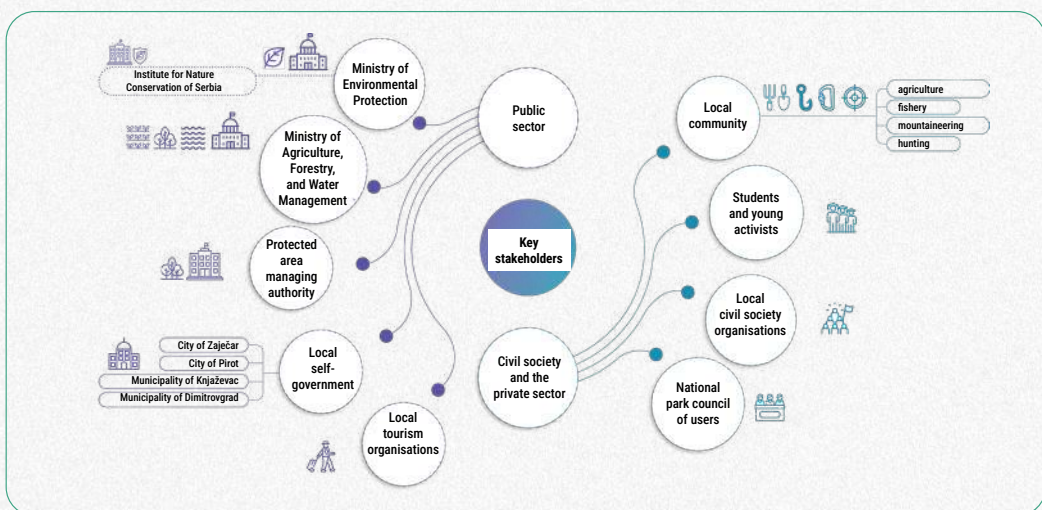 Institute for Nature
Conservation of Serbia
Ministry of
Environmental
Protection
Ministry of
Agriculture,
Forestry,
and Water
Management
Protected
area
managing
authority
City of Zaječar
City of Pirot
Municipality of Knjaževac
Municipality of Dimitrovgrad
Local
self-
government
Local
tourism
organisations
Public
sector
Key
stakeholders
Civil society
and the
private sector
Local
community
agriculture
fishery
mountaineering
hunting
Students
and young
activists
Local
civil society
organisations
National
park council
of users